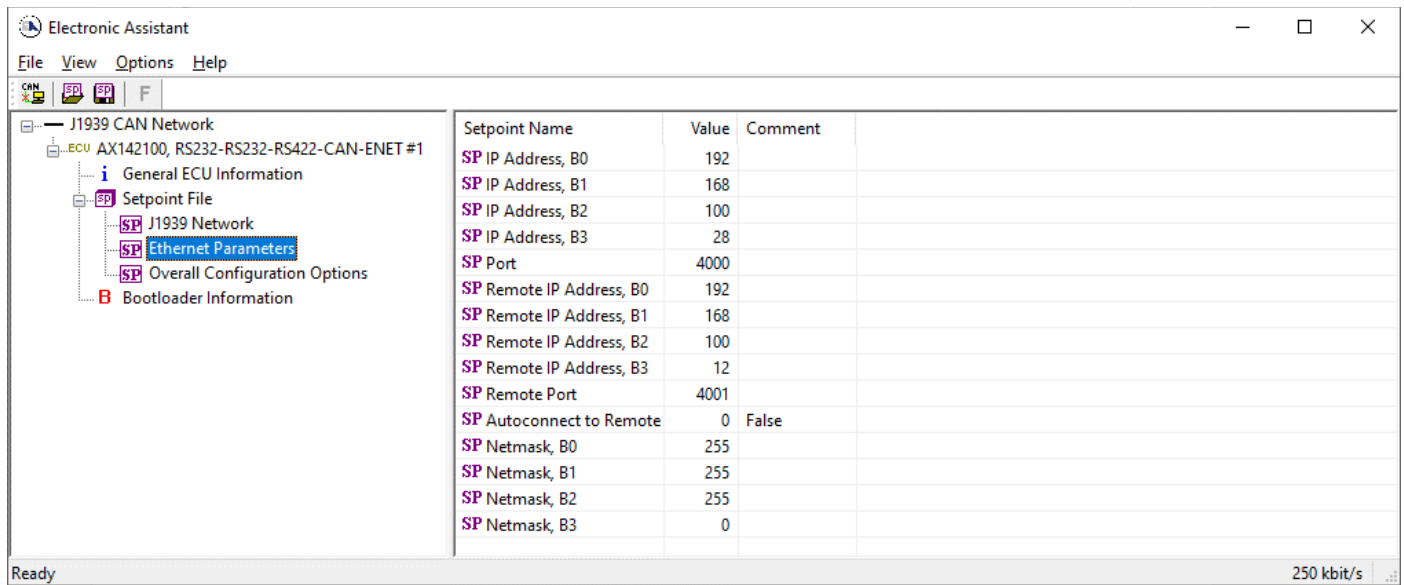 Electronic Assistant
File View Options Help
CAN SP SP F
J1939 CAN Network
ECU AX142100, RS232-RS232-RS422-CAN-ENET #1
i General ECU Information
SP Setpoint File
SP J1939 Network
SP Ethernet Parameters
SP Overall Configuration Options
B Bootloader Information
Setpoint Name Value Comment
SP IP Address, B0 192
SP IP Address, B1 168
SP IP Address, B2 100
SP IP Address, B3 28
SP Port 4000
SP Remote IP Address, B0 192
SP Remote IP Address, B1 168
SP Remote IP Address, B2 100
SP Remote IP Address, B3 12
SP Remote Port 4001
SP Autoconnect to Remote 0 False
SP Netmask, B0 255
SP Netmask, B1 255
SP Netmask, B2 255
SP Netmask, B3 0
Ready 250 kbit/s